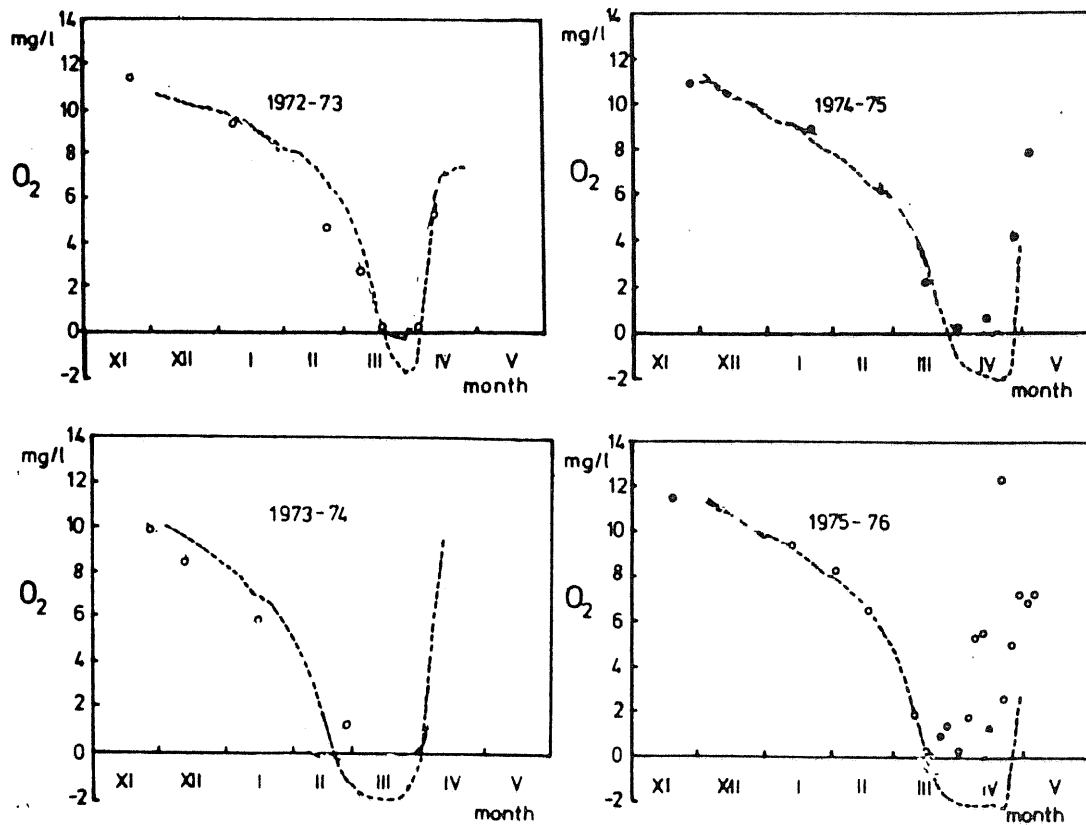 14
mg/l
12
10
8
O₂
6
4
2
0
-2
1972-73
XI XII I II III IV V
month
14
mg/l
12
10
8
O₂
6
4
2
0
-2
1974-75
XI XII I II III IV V
month
14
mg/l
12
10
8
O₂
6
4
2
0
-2
1973-74
XI XII I II III IV V
month
14
mg/l
12
10
8
O₂
6
4
2
0
-2
1975-76
XI XII I II III IV V
month